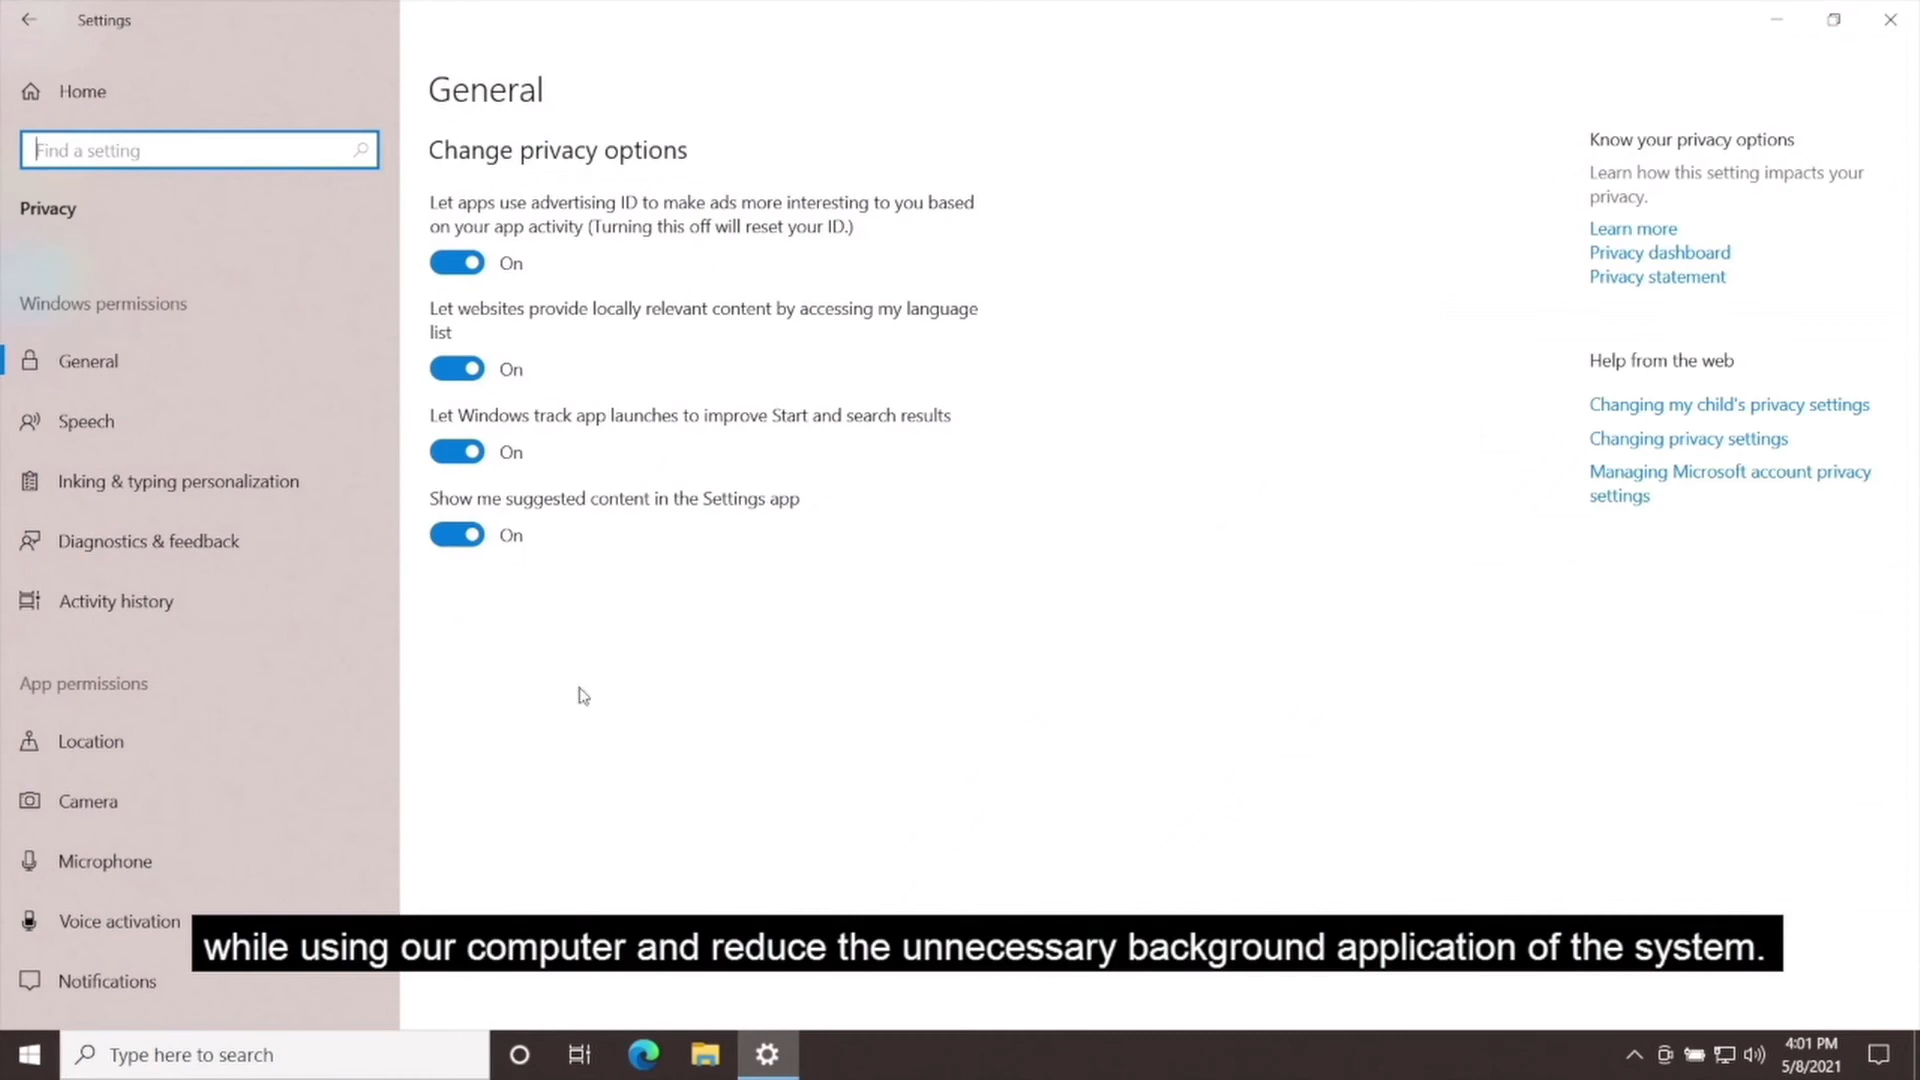 Settings
Home
Find a setting
Privacy
Windows permissions
General
Speech
Inking & typing personalization
Diagnostics & feedback
Activity history
App permissions
Location
Camera
Microphone
Voice activation
Notifications
General
Change privacy options
Let apps use advertising ID to make ads more interesting to you based
on your app activity (Turning this off will reset your ID.)
On
Let websites provide locally relevant content by accessing my language
list
On
Let Windows track app launches to improve Start and search results
On
Show me suggested content in the Settings app
On
Know your privacy options
Learn how this setting impacts your
privacy.
Learn more
Privacy dashboard
Privacy statement
Help from the web
Changing my child's privacy settings
Changing privacy settings
Managing Microsoft account privacy
settings
while using our computer and reduce the unnecessary background application of the system.
Type here to search
4:01 PM
5/8/2021